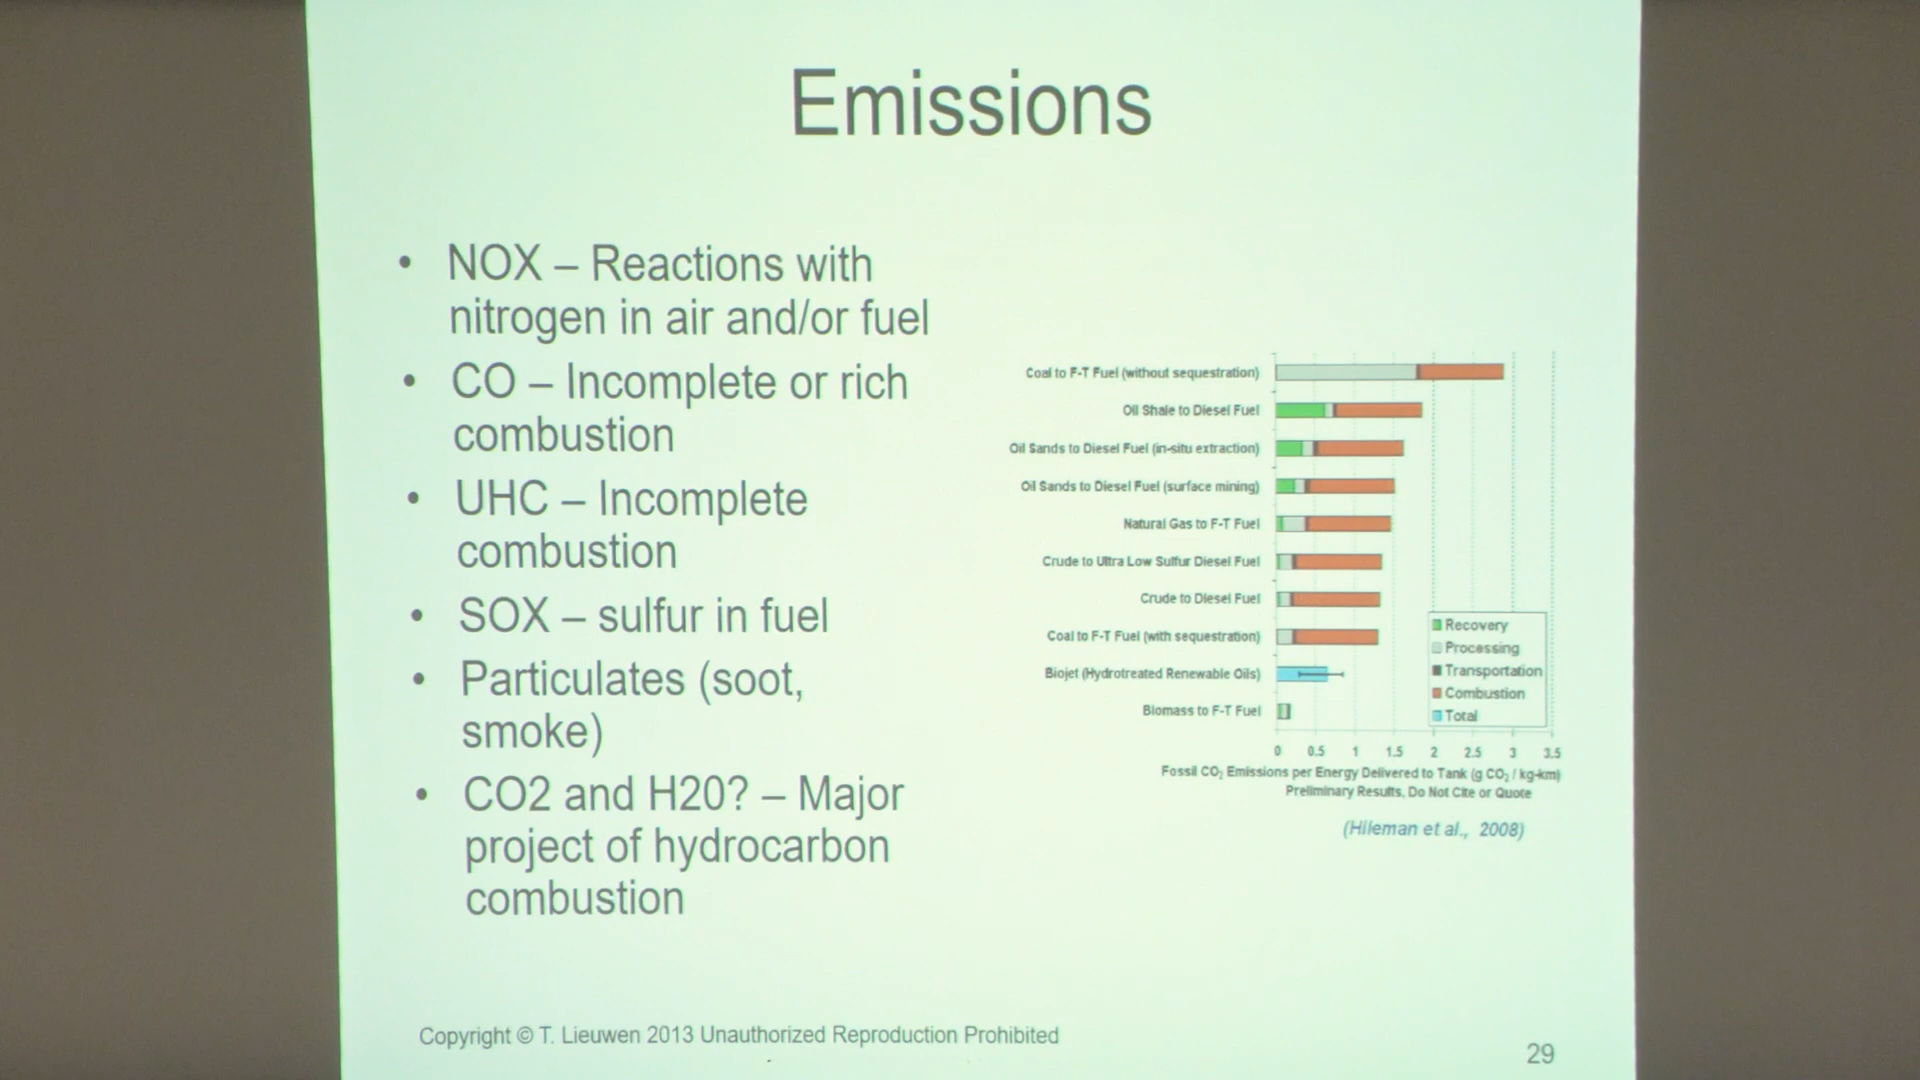 Emissions
• NOX – Reactions with
nitrogen in air and/or fuel
• CO – Incomplete or rich
combustion
• UHC – Incomplete
combustion
• SOX – sulfur in fuel
• Particulates (soot,
smoke)
• CO2 and H20? – Major
project of hydrocarbon
combustion
Coal to F-T Fuel (without sequestration)
Oil Shale to Diesel Fuel
Oil Sands to Diesel Fuel (in-situ extraction)
Oil Sands to Diesel Fuel (surface mining)
Natural Gas to F-T Fuel
Crude to Ultra Low Sulfur Diesel Fuel
Crude to Diesel Fuel
Coal to F-T Fuel (with sequestration)
Biojet (Hydrotreated Renewable Oils)
Biomass to F-T Fuel
Recovery
Processing
Transportation
Combustion
Total
0 0.5 1 1.5 2 2.5 3 3.5
Fossil CO₂ Emissions per Energy Delivered to Tank (g CO₂ / kg-km)
Preliminary Results, Do Not Cite or Quote
(Hileman et al., 2008)
Copyright © T. Lieuwen 2013 Unauthorized Reproduction Prohibited
29